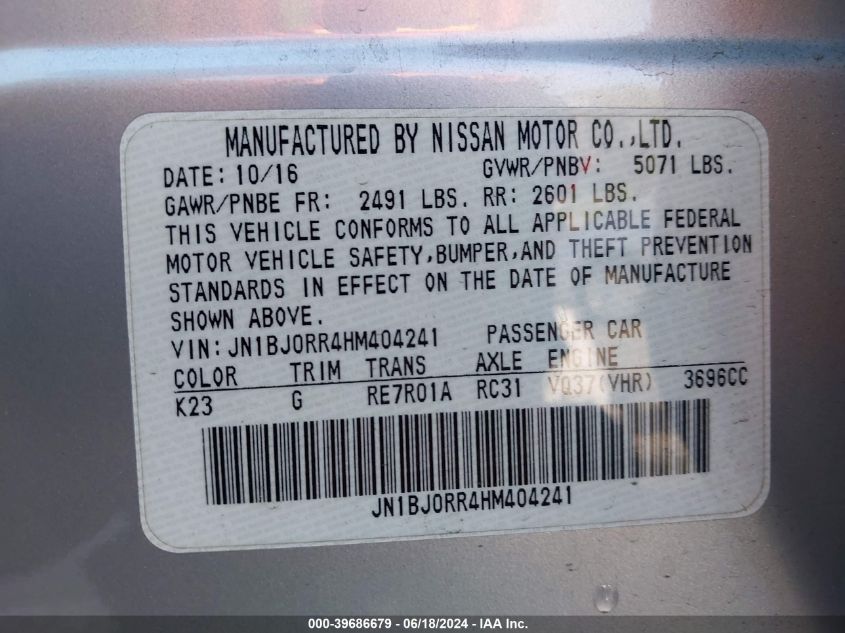 MANUFACTURED BY NISSAN MOTOR CO.,LTD.
DATE: 10/16 GVWR/PNBV: 5071 LBS.
GAWR/PNBE FR: 2491 LBS. RR: 2601 LBS.
THIS VEHICLE CONFORMS TO ALL APPLICABLE FEDERAL
MOTOR VEHICLE SAFETY,BUMPER,AND THEFT PREVENTION
STANDARDS IN EFFECT ON THE DATE OF MANUFACTURE
SHOWN ABOVE.
VIN: JN1BJ0RR4HM404241 PASSENGER CAR
COLOR TRIM TRANS AXLE ENGINE
K23 G RE7R01A RC31 VQ37(VHR) 3696CC
JN1BJ0RR4HM404241
000-39686679 - 06/18/2024 - IAA Inc.